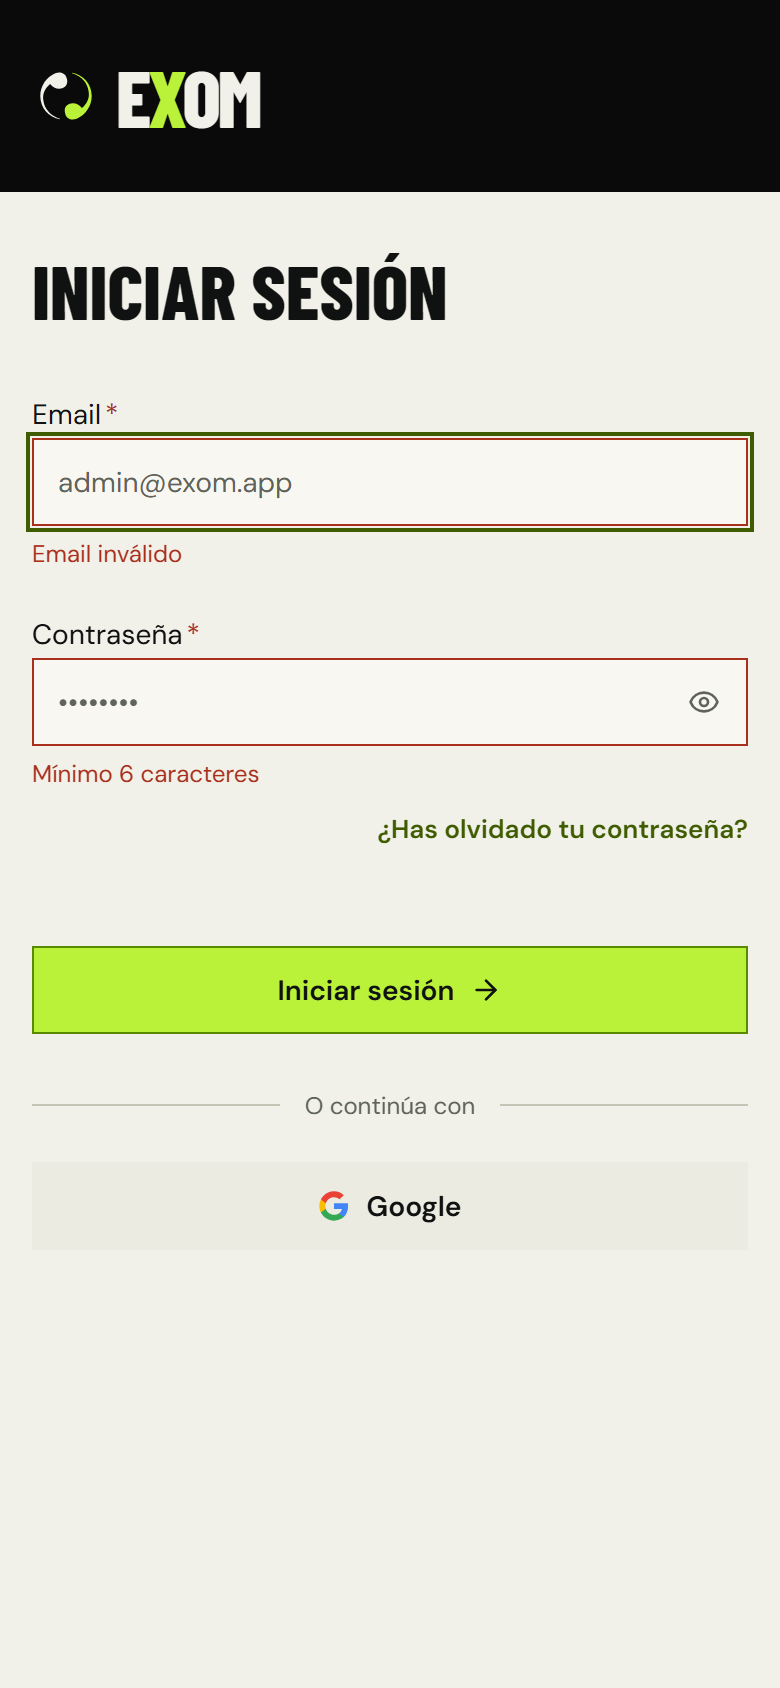 EXOM
INICIAR SESIÓN
Email *
admin@exom.app
Email inválido
Contraseña *
••••••••
Mínimo 6 caracteres
¿Has olvidado tu contraseña?
Iniciar sesión →
O continúa con
Google